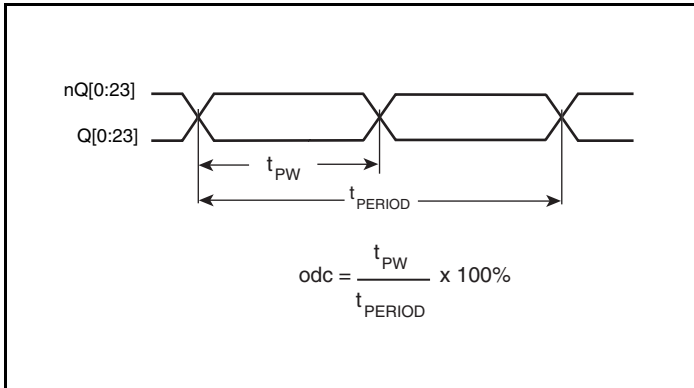 nQ[0:23]
Q[0:23]
tPW
tPERIOD
odc = tPW / tPERIOD x 100%